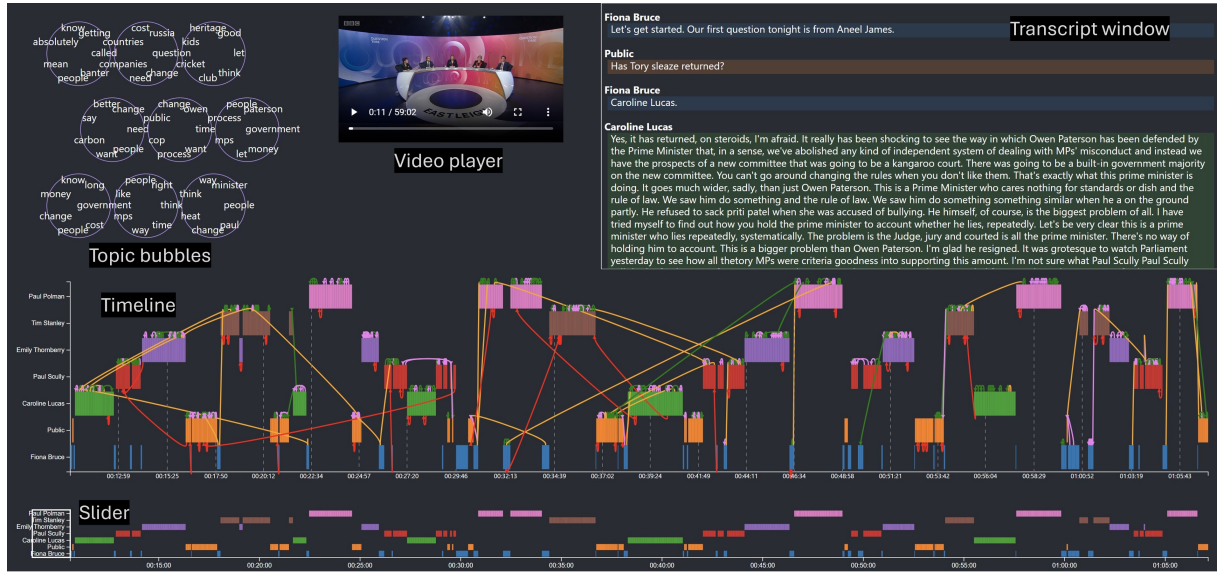 know
getting
absolutely
countries
called
mean
companies
people
banter
cost
russia
question
need
change
heritage
good
kids
let
cricket
club
think
better
change
say
need
carbon
want
people
change
owen
public
time
cop
process
want
people
paterson
process
government
mps
let
money
know
long
money
government
change
mps
cost
people
people
right
like
think
way
time
way
minister
think
people
heat
change
paul
Topic bubbles
BBC
EASTLEIG
0:11 / 59:02
Video player
Transcript window
Fiona Bruce
Let's get started. Our first question tonight is from Aneel James.
Public
Has Tory sleaze returned?
Fiona Bruce
Caroline Lucas.
Caroline Lucas
Yes, it has returned, on steroids, I'm afraid. It really has been shocking to see the way in which Owen Paterson has been defended by
the Prime Minister that, in a sense, we've abolished any kind of independent system of dealing with MPs' misconduct and instead we
have the prospects of a new committee that was going to be a kangaroo court. There was going to be a built-in government majority
on the new committee. You can't go around changing the rules when you don't like them. That's exactly what this prime minister is
doing. It goes much wider, sadly, than just Owen Paterson. This is a Prime Minister who cares nothing for standards or dish and the
rule of law. We saw him do something and the rule of law. We saw him do something something similar when he a on the ground
partly. He refused to sack priti patel when she was accused of bullying. He himself, of course, is the biggest problem of all. I have
tried myself to find out how you hold the prime minister to account whether he lies, repeatedly. Let's be very clear this is a prime
minister who lies repeatedly, systematically. The problem is the Judge, jury and courted is all the prime minister. There's no way of
holding him to account. This is a bigger problem than Owen Paterson. I'm glad he resigned. It was grotesque to watch Parliament
yesterday to see how all thetory MPs were criteria goodness into supporting this amount. I'm not sure what Paul Scully Paul Scully
Timeline
Paul Polman
Tim Stanley
Emily Thornberry
Paul Scully
Caroline Lucas
Public
Fiona Bruce
00:12:59 00:15:25 00:17:50 00:20:12 00:22:34 00:24:57 00:27:20 00:29:46 00:32:13 00:34:39 00:37:02 00:39:24 00:41:49 00:44:11 00:46:34 00:48:58 00:51:21 00:53:42 00:56:04 00:58:29 01:00:52 01:03:19 01:05:43
Slider
Paul Polman
Tim Stanley
Emily Thornberry
Paul Scully
Caroline Lucas
Public
Fiona Bruce
00:15:00 00:20:00 00:25:00 00:30:00 00:35:00 00:40:00 00:45:00 00:50:00 00:55:00 01:00:00 01:05:00